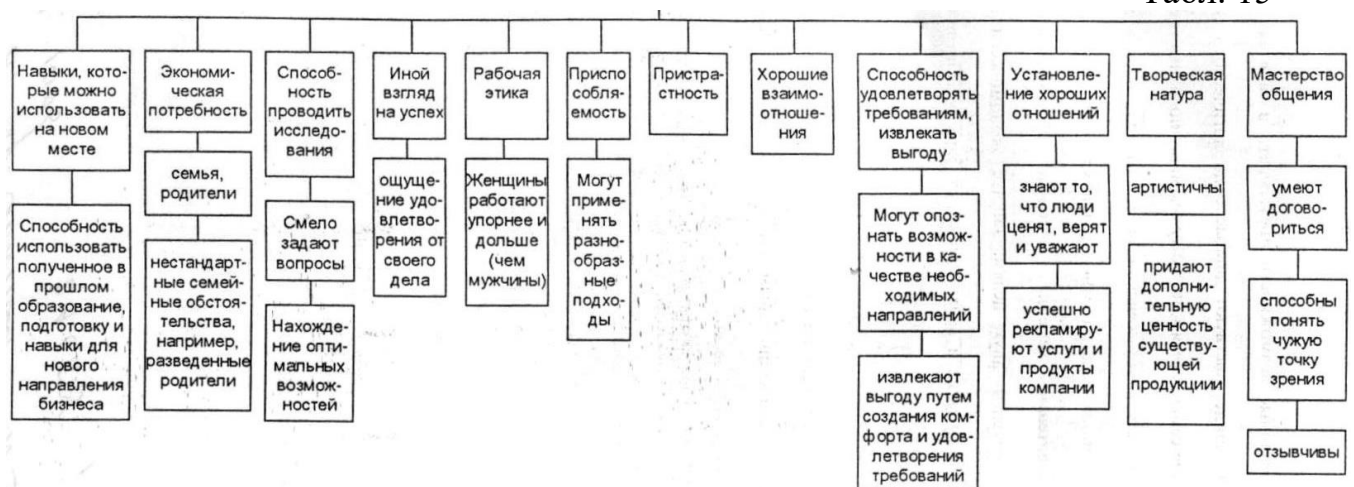 Табл. 13
Навыки, кото-
рые можно
использовать
на новом
месте
Способность
использовать
полученное в
прошлом
образование,
подготовку и
навыки для
нового
направления
бизнеса
Экономи-
ческая
потребность
семья,
родители
нестандарт-
ные семей-
ные обстоя-
тельства,
например,
разведенные
родители
Способ-
ность
проводить
исследо-
вания
Смело
задают
вопросы
Нахожде-
ние опти-
мальных
возмож-
ностей
Иной
взгляд
на успех
ощуще-
ние удо-
влетво-
рения от
своего
дела
Рабочая
этика
Женщины
работают
упорнее и
дольше
(чем
мужчины)
Приспо
собля-
емость
Могут
приме-
нять
разно-
образ-
ные
подхо-
ды
Пристра-
стность
Хорошие
взаимо-
отноше-
ния
Способность
удовлетворять
требованиям,
извлекать
выгоду
Могут опоз-
нать возмож-
ности в ка-
честве необ-
ходимых
направлений
извлекают
выгоду путем
создания ком-
форта и удов-
летворения
требований
Установле-
ние хороших
отношений
знают то,
что люди
ценят, верят
и уважают
успешно
рекламиру-
ют услуги и
продукты
компании
Творческая
натура
артистичны
придают
дополни-
тельную
ценность
существу-
ющей
продукциии
Мастерство
общения
умеют
догово-
риться
способны
понять
чужую
точку
зрения
отзывчивы